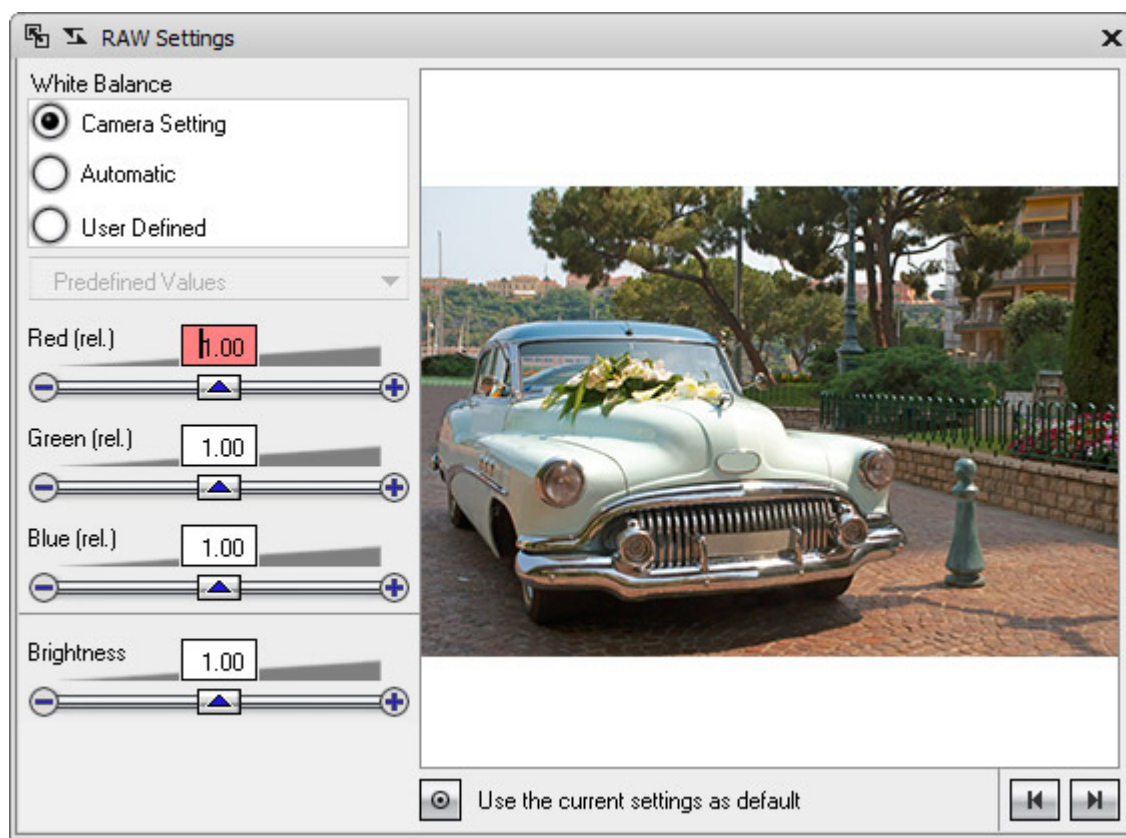 RAW Settings
White Balance
Camera Setting
Automatic
User Defined
Predefined Values
Red (rel.)
1.00
Green (rel.)
1.00
Blue (rel.)
1.00
Brightness
1.00
Use the current settings as default